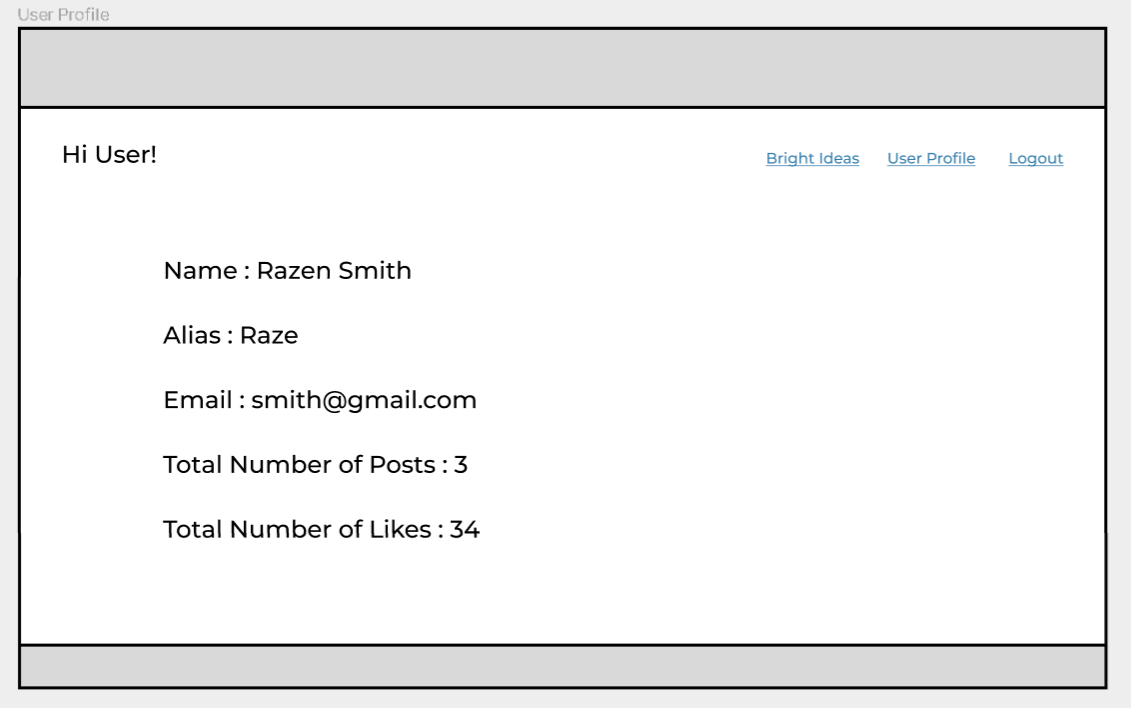 User Profile
Hi User!
Bright Ideas User Profile Logout
Name : Razen Smith
Alias : Raze
Email : smith@gmail.com
Total Number of Posts : 3
Total Number of Likes : 34